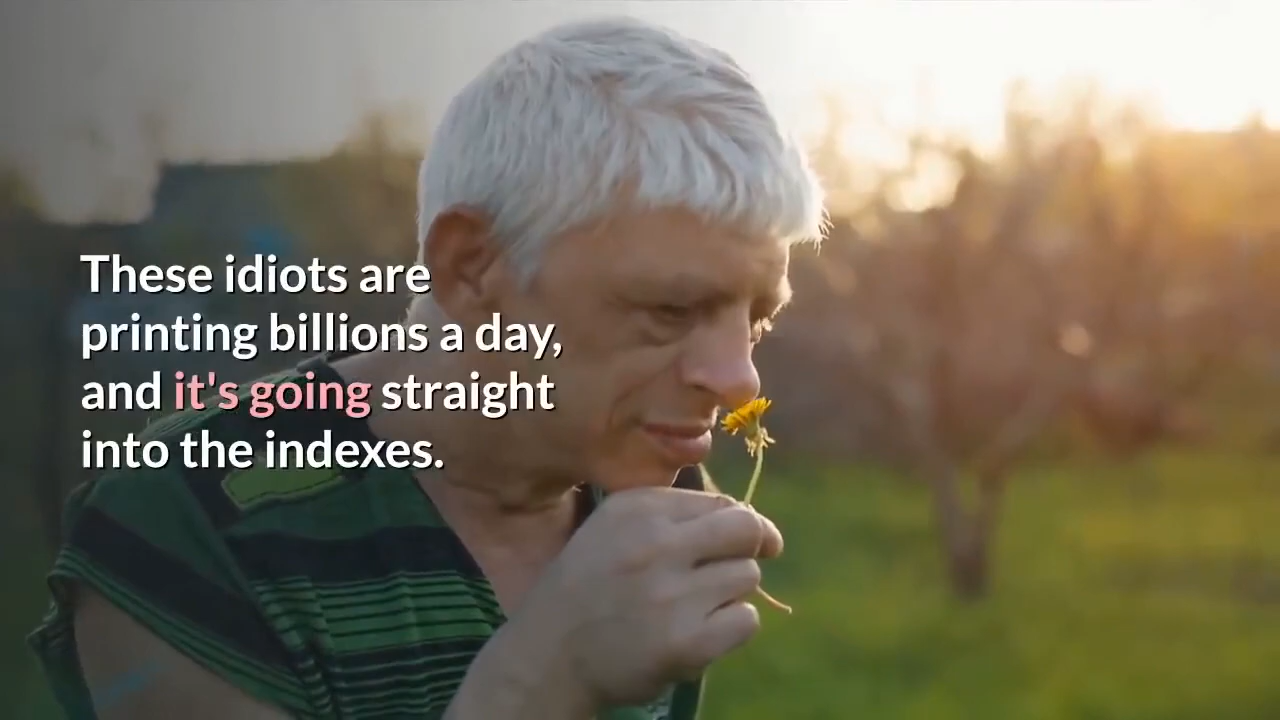 These idiots are
printing billions a day,
and it's going straight
into the indexes.